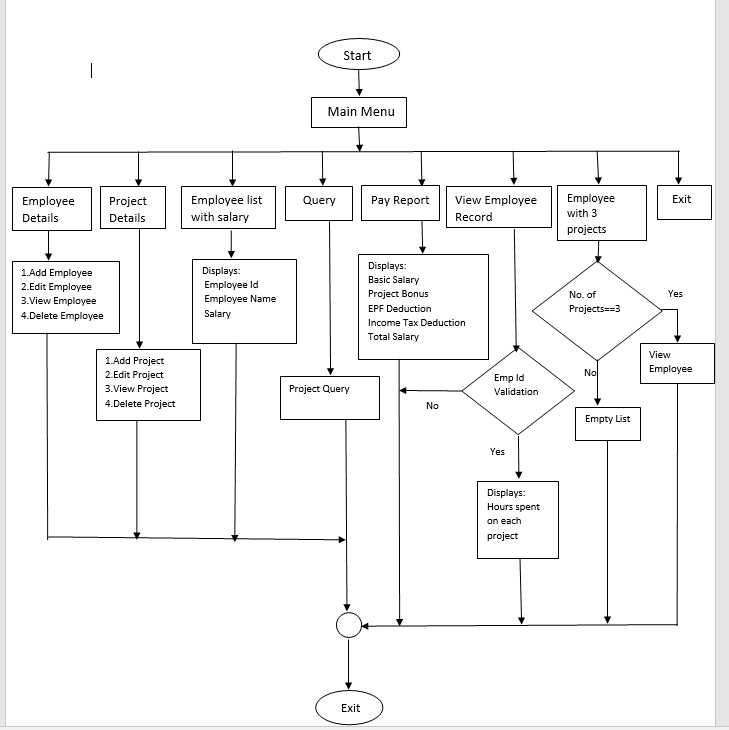 Start
Main Menu
Employee
Details
Project
Details
Employee list
with salary
Query
Pay Report
View Employee
Record
Employee
with 3
projects
Exit
1.Add Employee
2.Edit Employee
3.View Employee
4.Delete Employee
Displays:
Employee Id
Employee Name
Salary
Displays:
Basic Salary
Project Bonus
EPF Deduction
Income Tax Deduction
Total Salary
No. of
Projects==3
Yes
View
Employee
No
Empty List
1.Add Project
2.Edit Project
3.View Project
4.Delete Project
Project Query
Emp Id
Validation
No
Yes
Displays:
Hours spent
on each
project
Exit